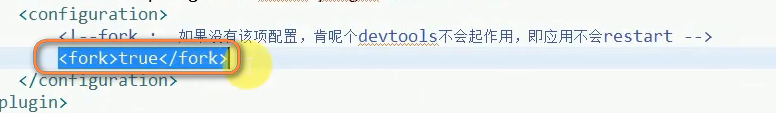 <configuration>
<!--fork :  如果没有该项配置，肯呢个devtools不会起作用，即应用不会restart -->
<fork>true</fork>
</configuration>
plugin>